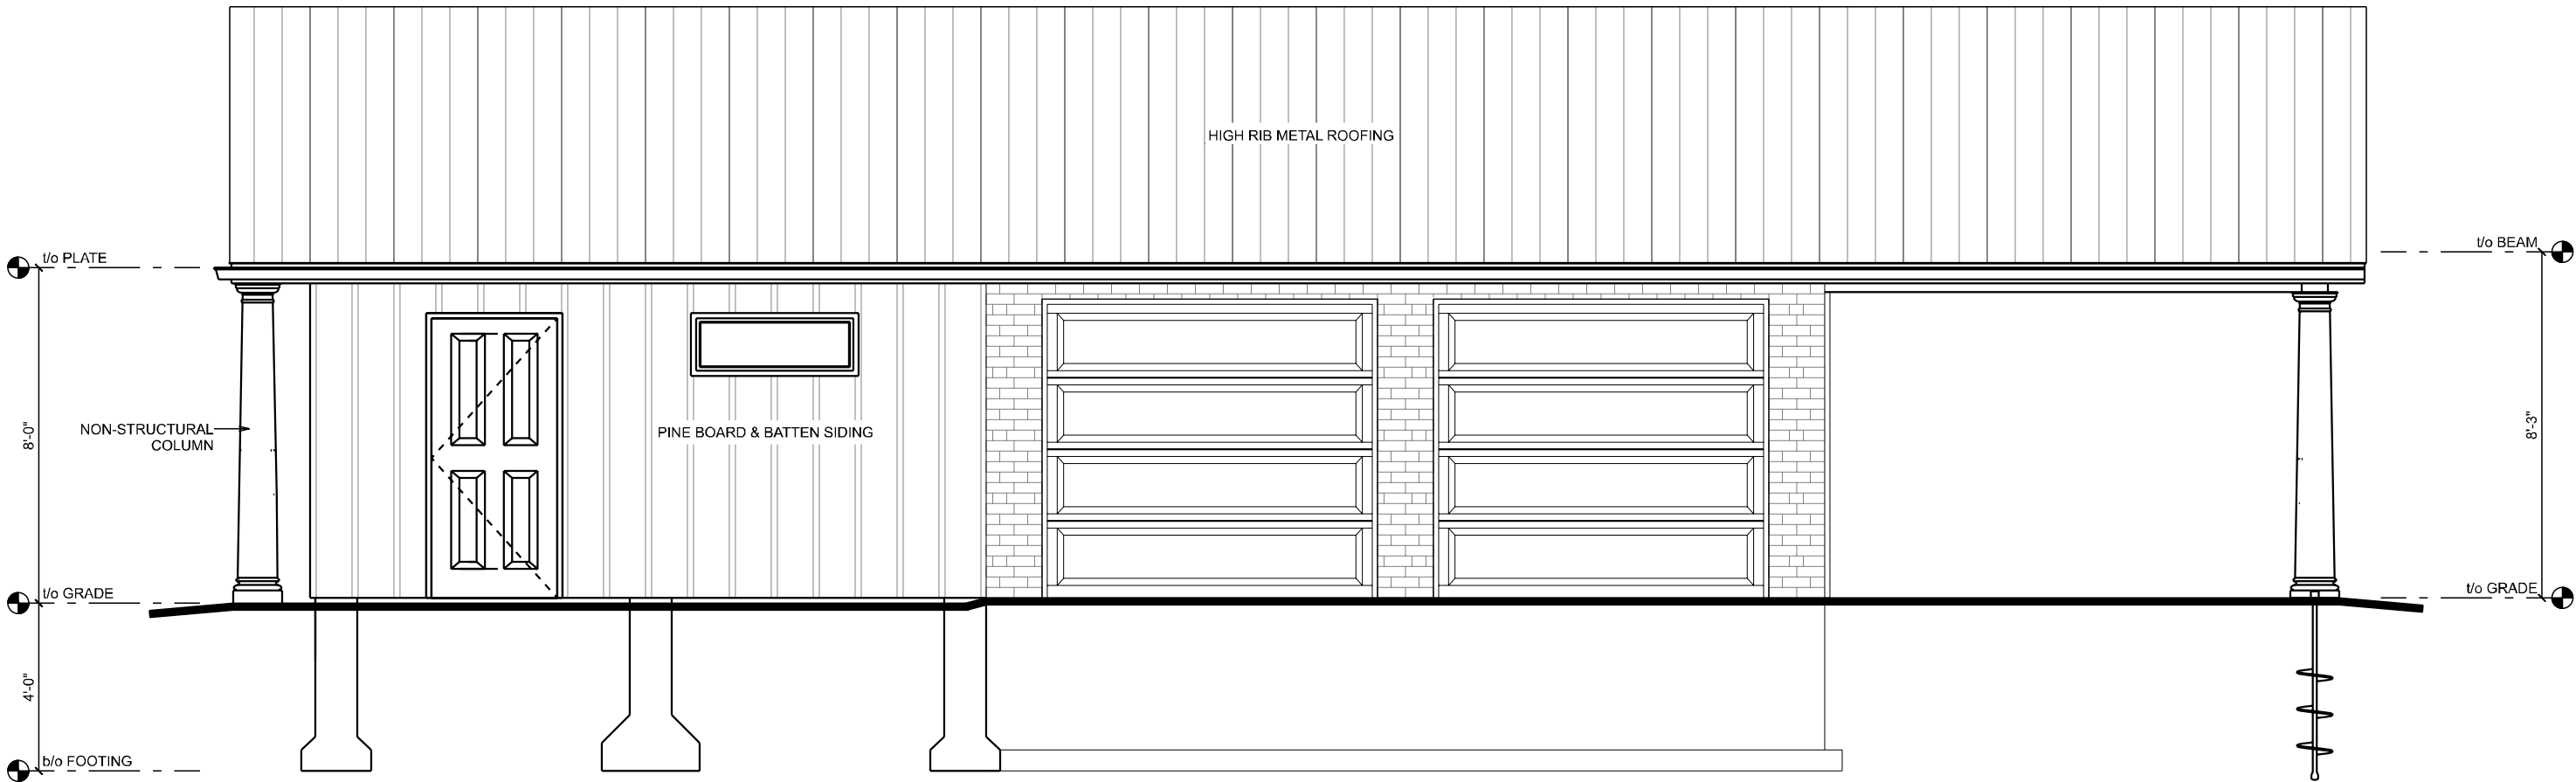 HIGH RIB METAL ROOFING
t/o PLATE
t/o BEAM
8'-0"
NON-STRUCTURAL
COLUMN
PINE BOARD & BATTEN SIDING
8'-3"
t/o GRADE
t/o GRADE
4'-0"
b/o FOOTING